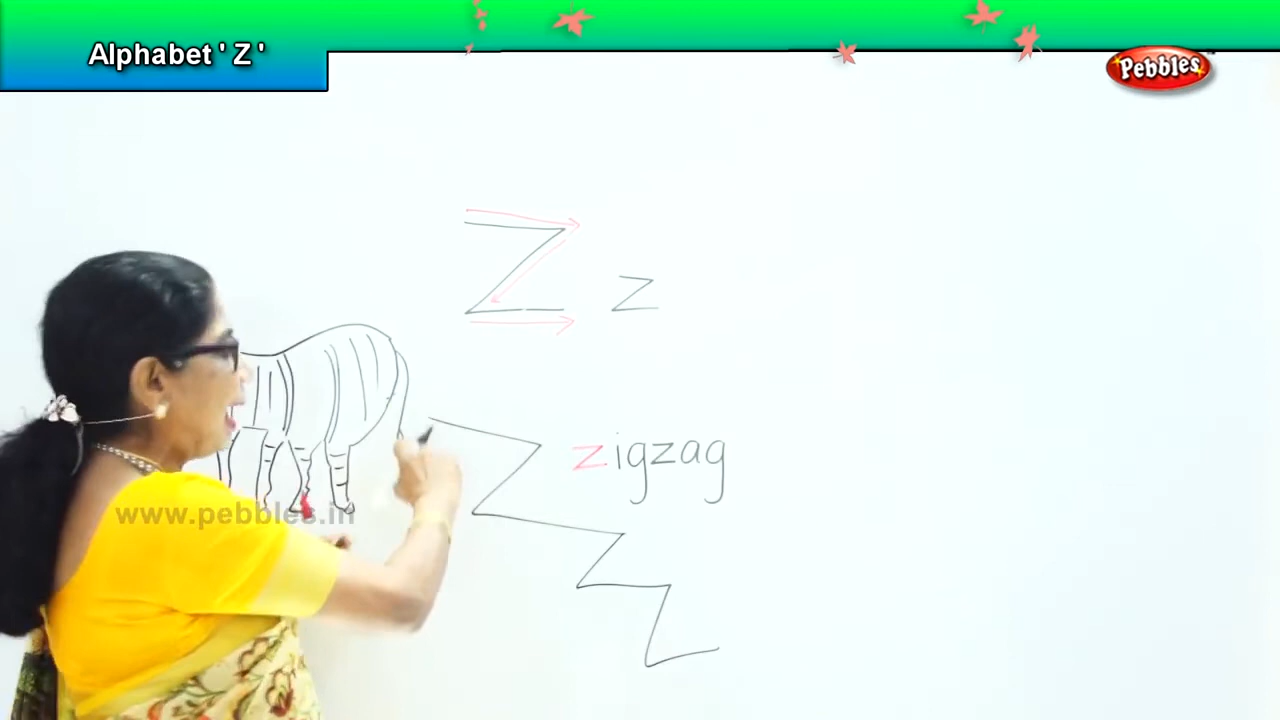 Alphabet ' Z '
Pebbles
Z z
zigzag
www.pebbles.in